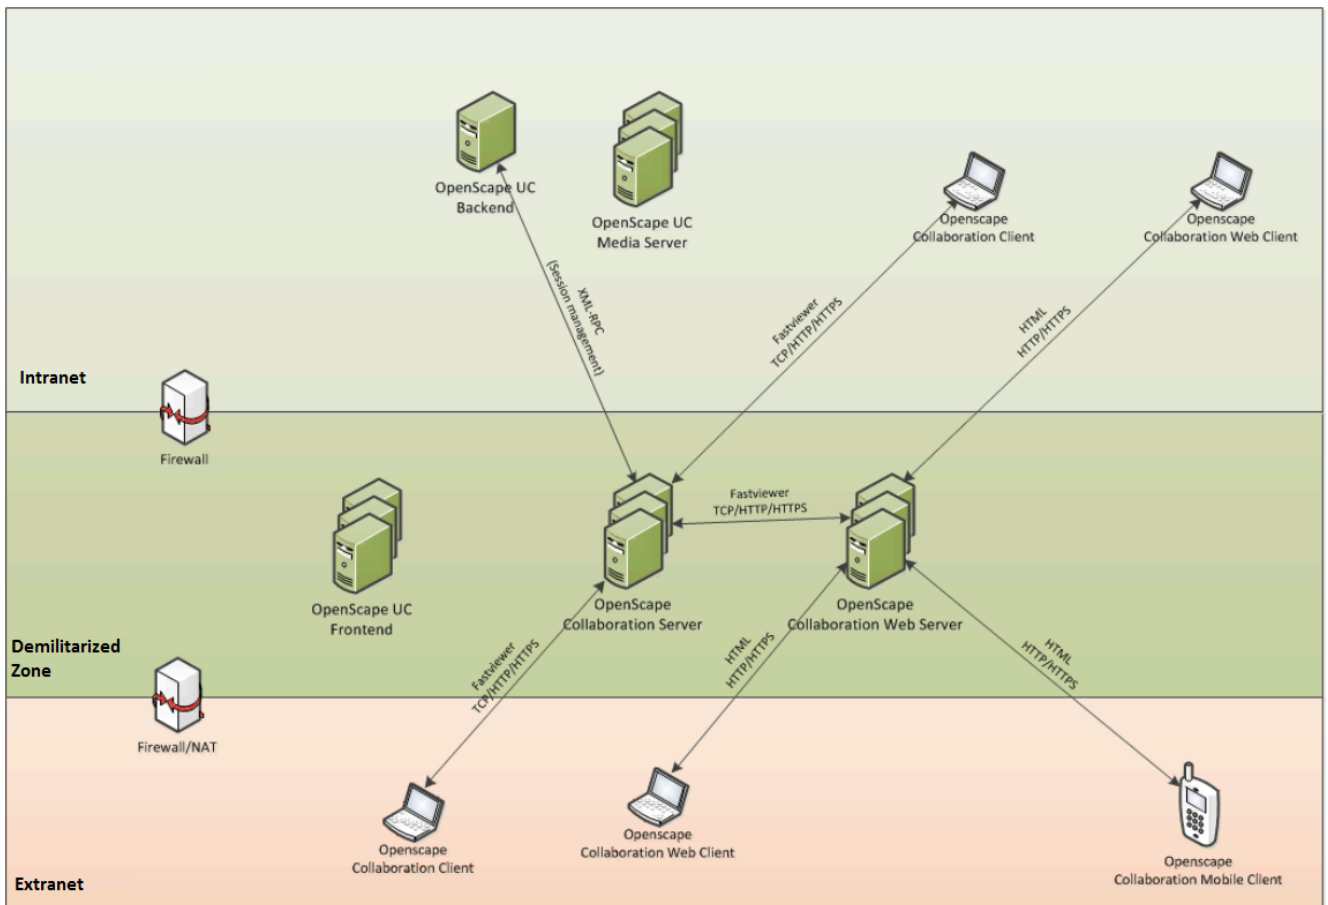 OpenScape UC
Backend
OpenScape UC
Media Server
Openscape
Collaboration Client
Openscape
Collaboration Web Client
XML-RPC
(Session management)
Fastviewer
TCP/HTTP/HTTPS
HTML
HTTP/HTTPS
Intranet
Firewall
Fastviewer
TCP/HTTP/HTTPS
OpenScape UC
Frontend
OpenScape
Collaboration Server
OpenScape
Collaboration Web Server
Demilitarized
Zone
Fastviewer
TCP/HTTP/HTTPS
HTML
HTTP/HTTPS
HTML
HTTP/HTTPS
Firewall/NAT
Openscape
Collaboration Client
Openscape
Collaboration Web Client
Openscape
Collaboration Mobile Client
Extranet